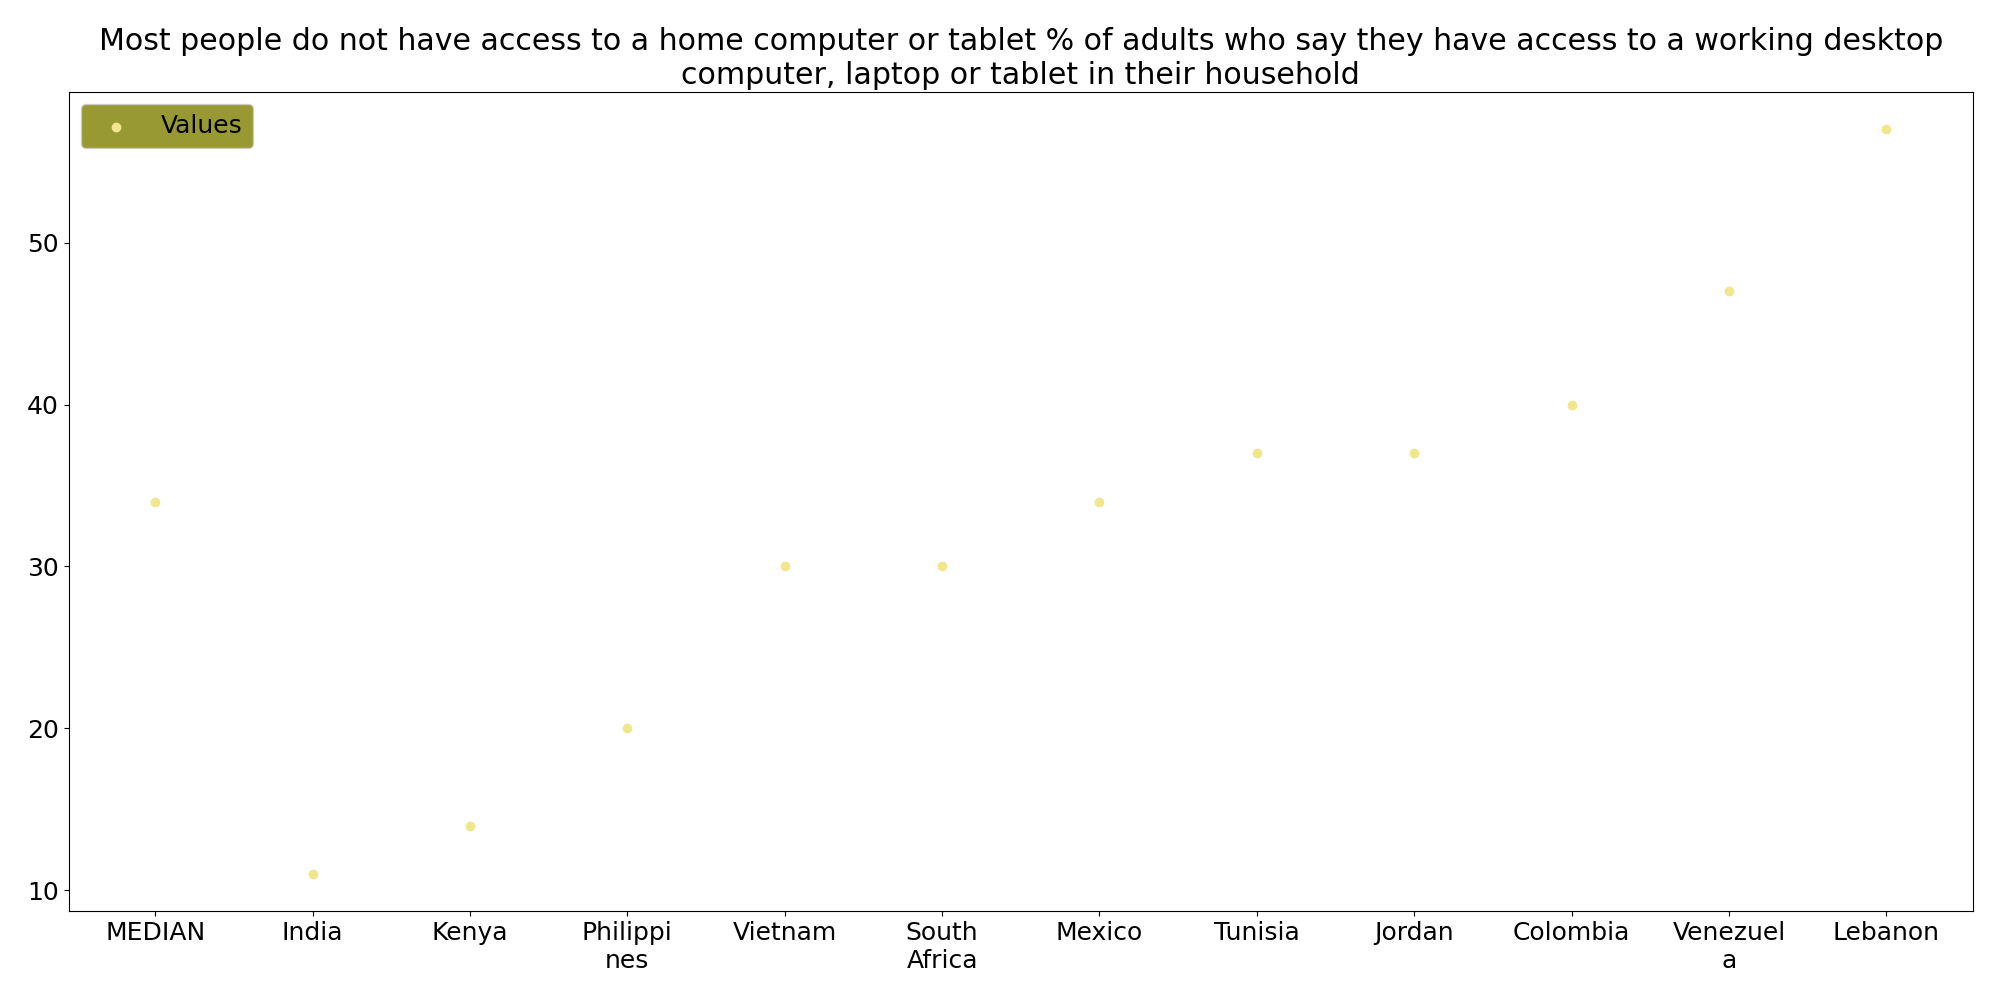 Most people do not have access to a home computer or tablet % of adults who say they have access to a working desktop
computer, laptop or tablet in their household
Values
50
40
30
20
10
MEDIAN
India
Kenya
Philippi
nes
Vietnam
South
Africa
Mexico
Tunisia
Jordan
Colombia
Venezuel
a
Lebanon